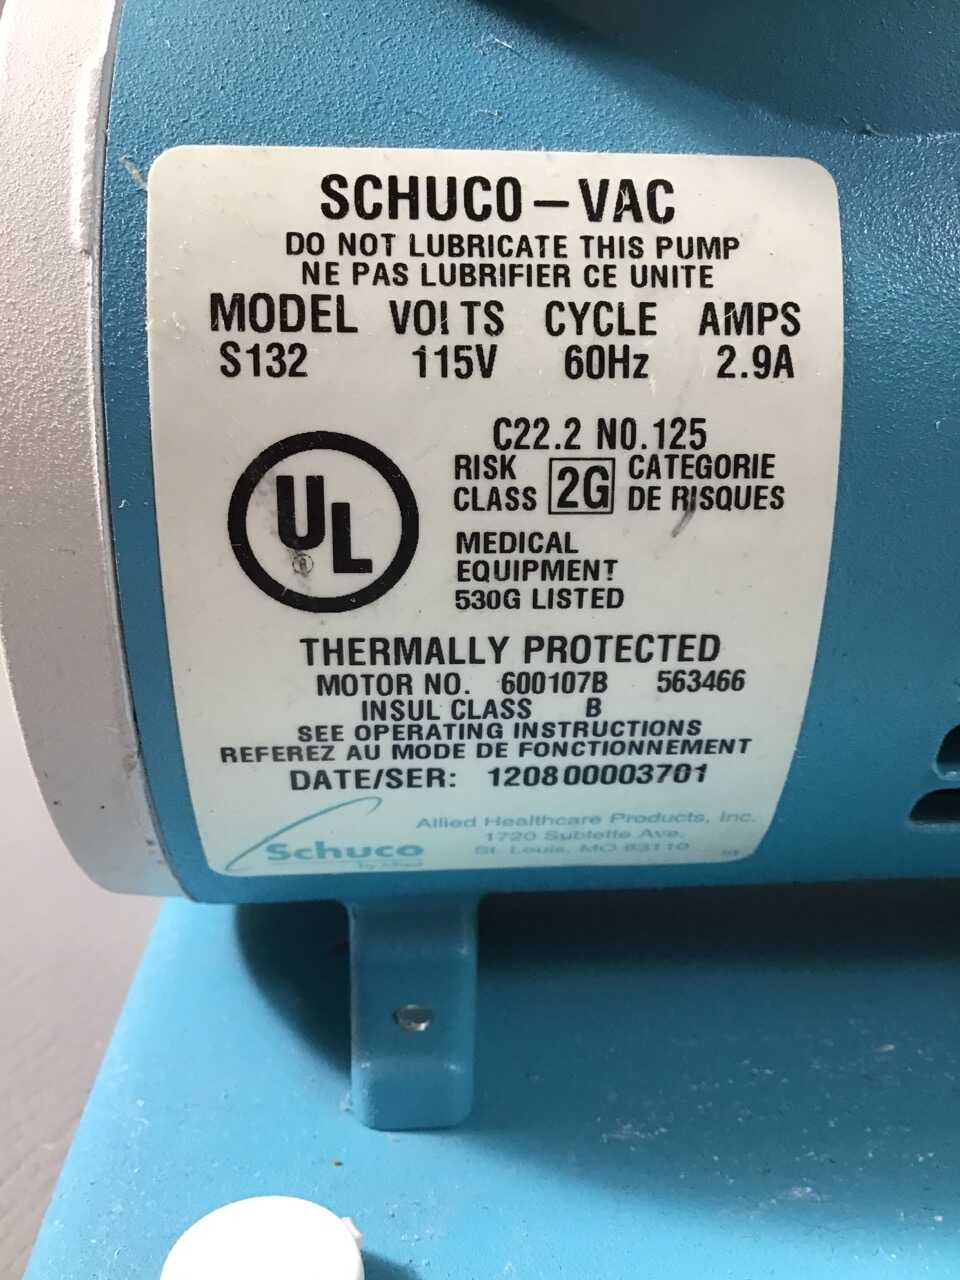 SCHUCO-VAC
DO NOT LUBRICATE THIS PUMP
NE PAS LUBRIFIER CE UNITE
MODEL VOLTS CYCLE AMPS
S132 115V 60Hz 2.9A
C22.2 NO.125
RISK 2G CATEGORIE
CLASS DE RISQUES
UL
®
MEDICAL
EQUIPMENT
530G LISTED
THERMALLY PROTECTED
MOTOR NO. 600107B 563466
INSUL CLASS B
SEE OPERATING INSTRUCTIONS
REFEREZ AU MODE DE FONCTIONNEMENT
DATE/SER: 120800003701
Allied Healthcare Products, Inc.
1720 Sublette Ave.
St. Louis, MO 63110
Schuco
by Allied